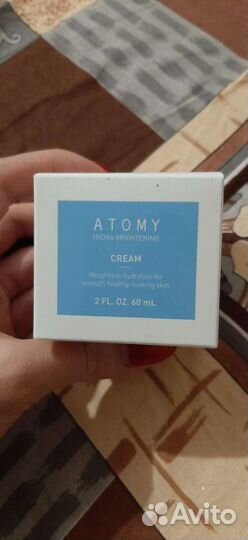 ATOMY
HYDRA BRIGHTENING
CREAM
Weightless hydration for
smooth healthy-looking skin
2 FL. OZ. 60 mL
Avito